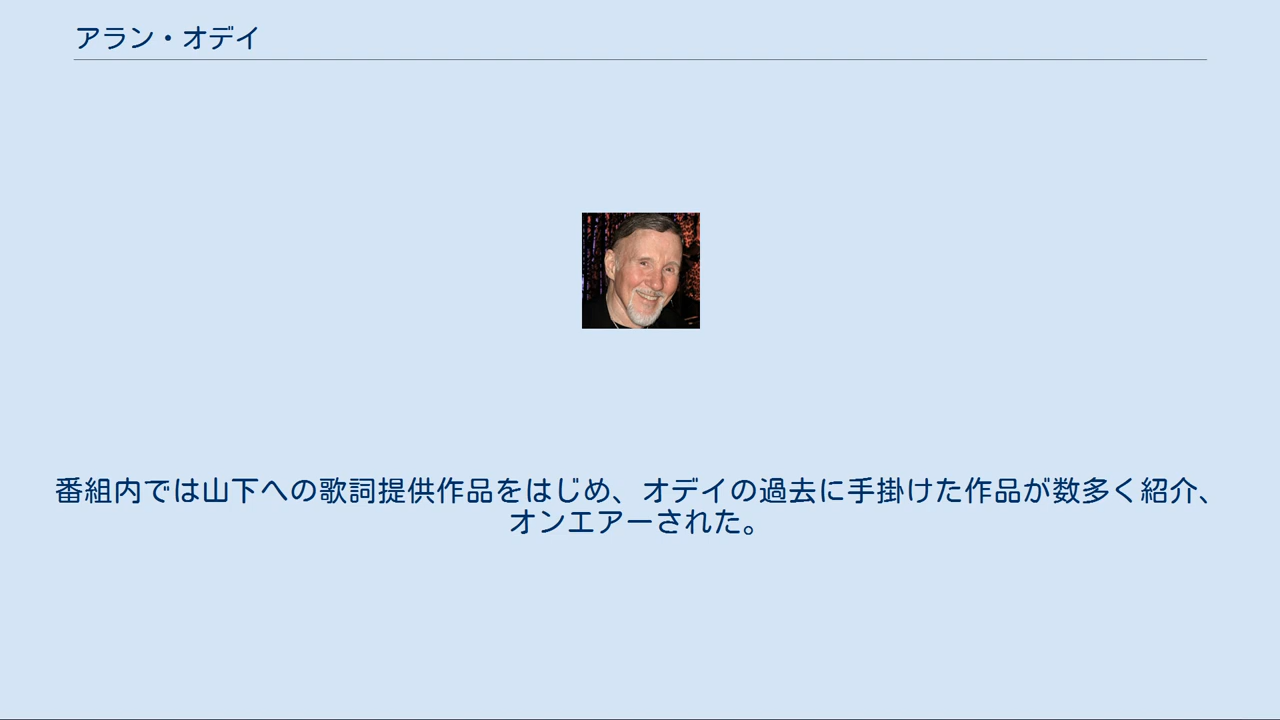 アラン・オデイ
番組内では山下への歌詞提供作品をはじめ、オデイの過去に手掛けた作品が数多く紹介、
オンエアーされた。